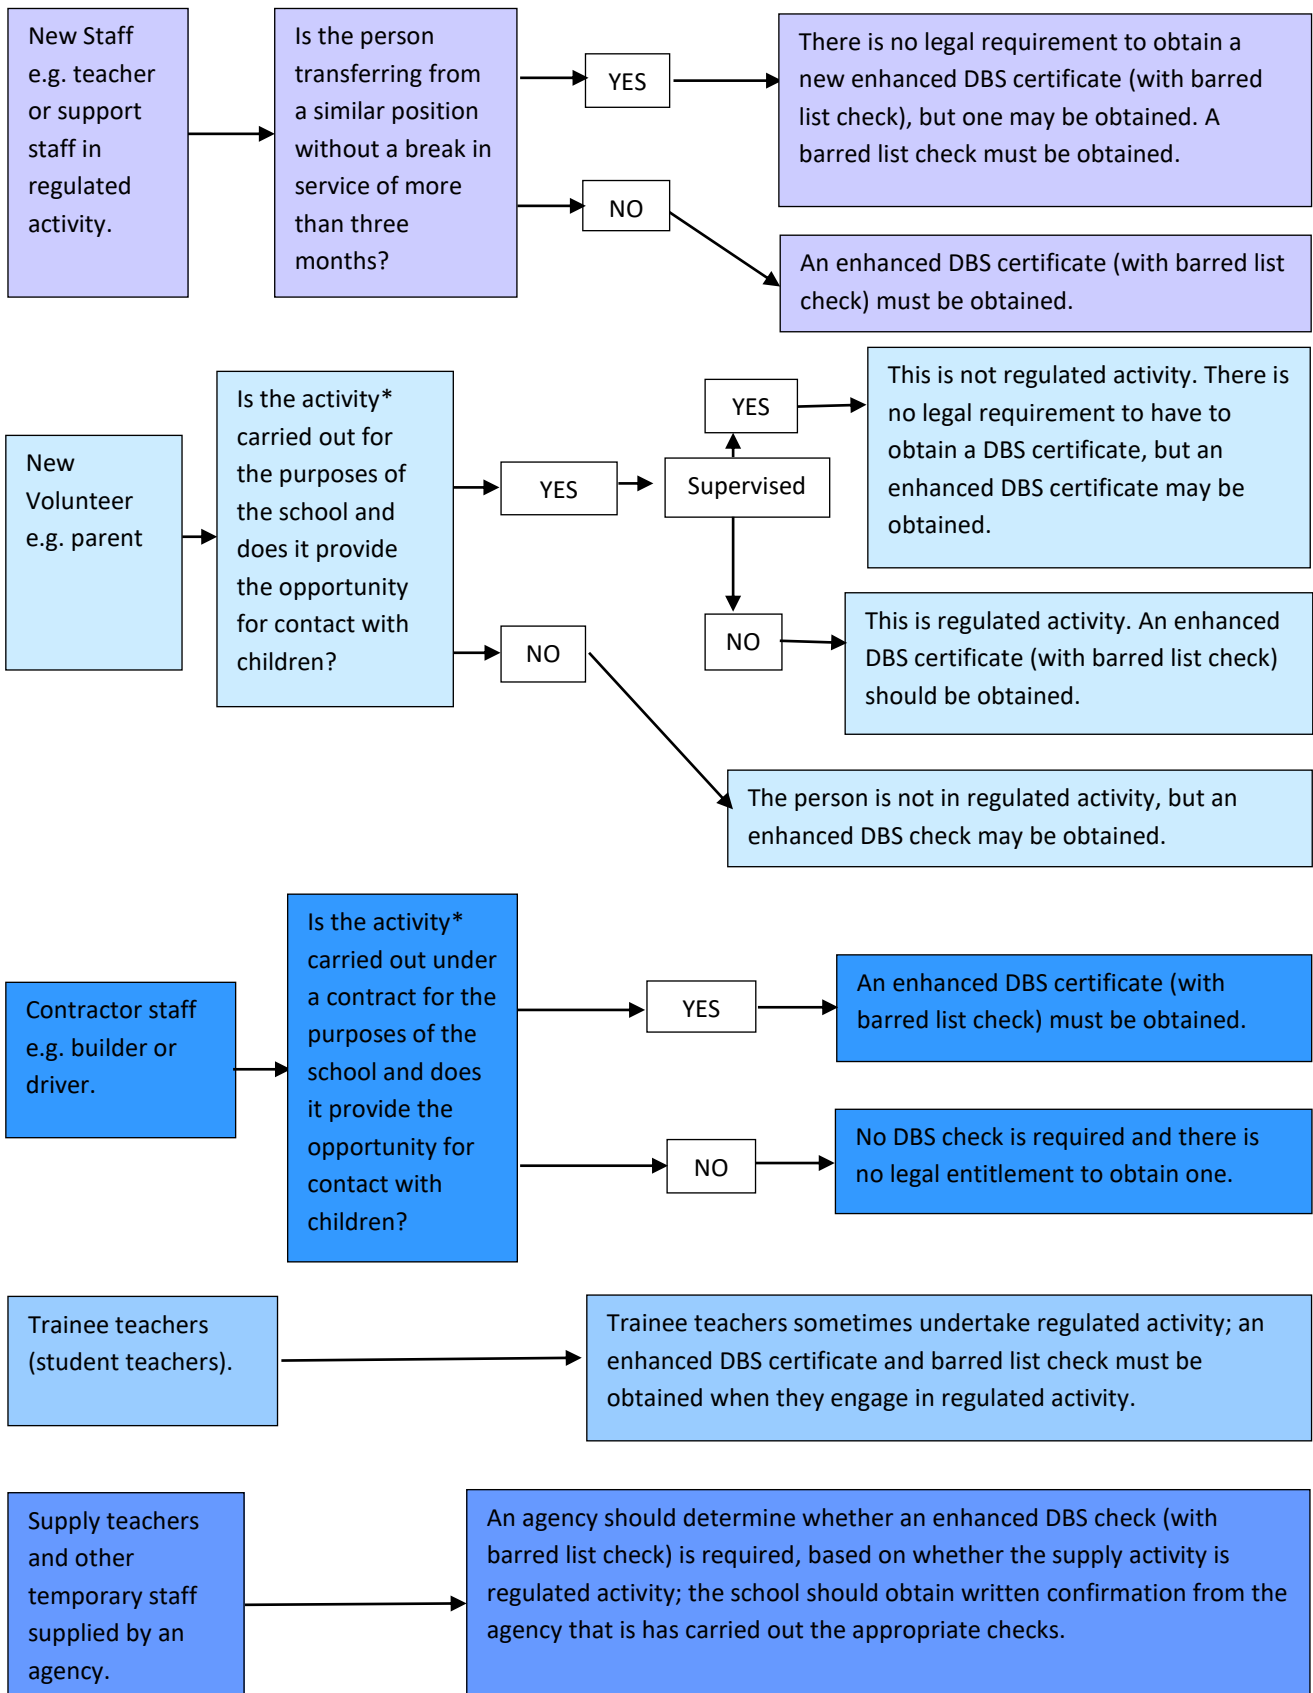 New Staff
e.g. teacher
or support
staff in
regulated
activity.
Is the person
transferring from
a similar position
without a break in
service of more
than three
months?
YES
There is no legal requirement to obtain a
new enhanced DBS certificate (with barred
list check), but one may be obtained. A
barred list check must be obtained.
NO
An enhanced DBS certificate (with barred list
check) must be obtained.
New
Volunteer
e.g. parent
Is the activity*
carried out for
the purposes of
the school and
does it provide
the opportunity
for contact with
children?
YES
Supervised
YES
This is not regulated activity. There is
no legal requirement to have to
obtain a DBS certificate, but an
enhanced DBS certificate may be
obtained.
NO
This is regulated activity. An enhanced
DBS certificate (with barred list check)
should be obtained.
NO
The person is not in regulated activity, but an
enhanced DBS check may be obtained.
Contractor staff
e.g. builder or
driver.
Is the activity*
carried out under
a contract for the
purposes of the
school and does
it provide the
opportunity for
contact with
children?
YES
An enhanced DBS certificate (with
barred list check) must be obtained.
NO
No DBS check is required and there is
no legal entitlement to obtain one.
Trainee teachers
(student teachers).
Trainee teachers sometimes undertake regulated activity; an
enhanced DBS certificate and barred list check must be
obtained when they engage in regulated activity.
Supply teachers
and other
temporary staff
supplied by an
agency.
An agency should determine whether an enhanced DBS check (with
barred list check) is required, based on whether the supply activity is
regulated activity; the school should obtain written confirmation from the
agency that is has carried out the appropriate checks.